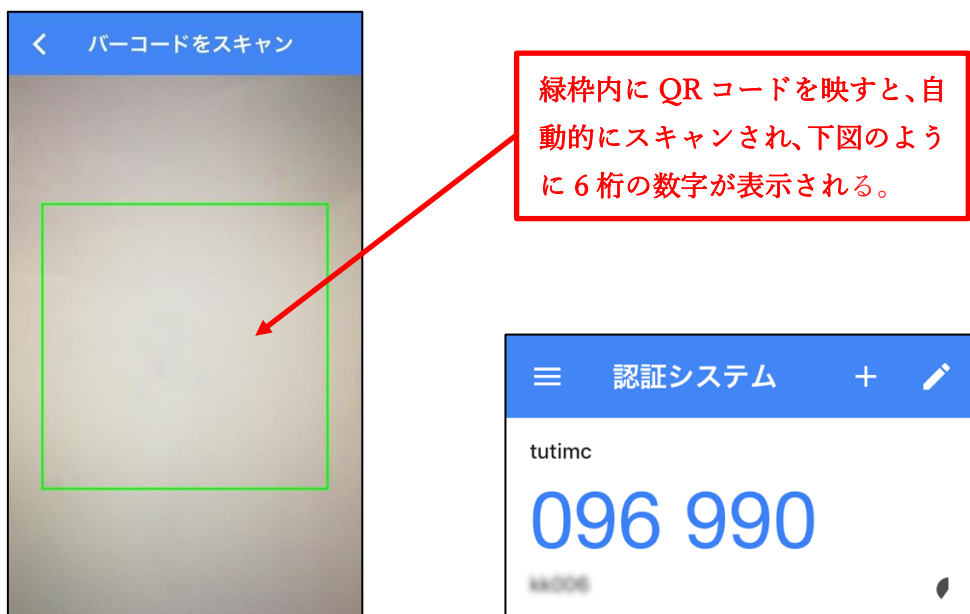 バーコードをスキャン
緑枠内に QR コードを映すと、自
動的にスキャンされ、下図のよう
に 6 桁の数字が表示される。
認証システム
tutimc
096 990